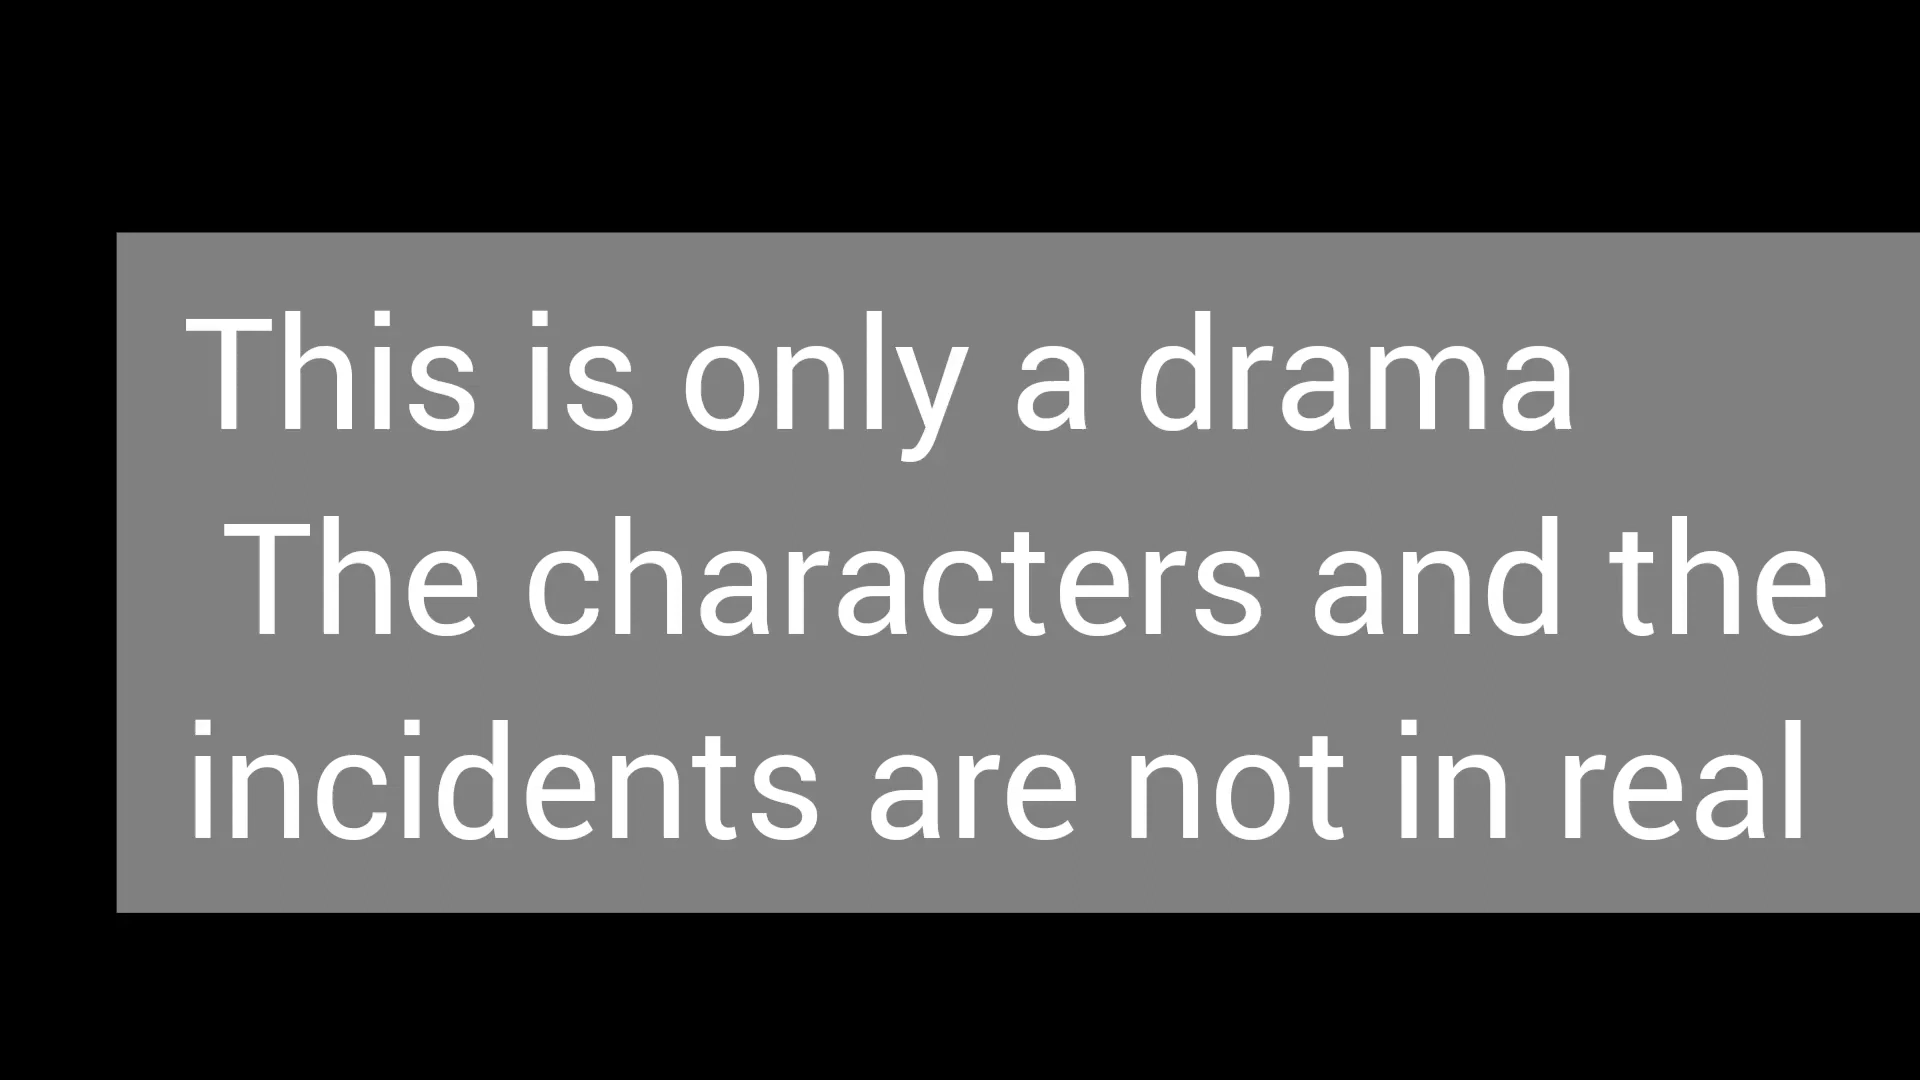 This is only a drama
The characters and the
incidents are not in real